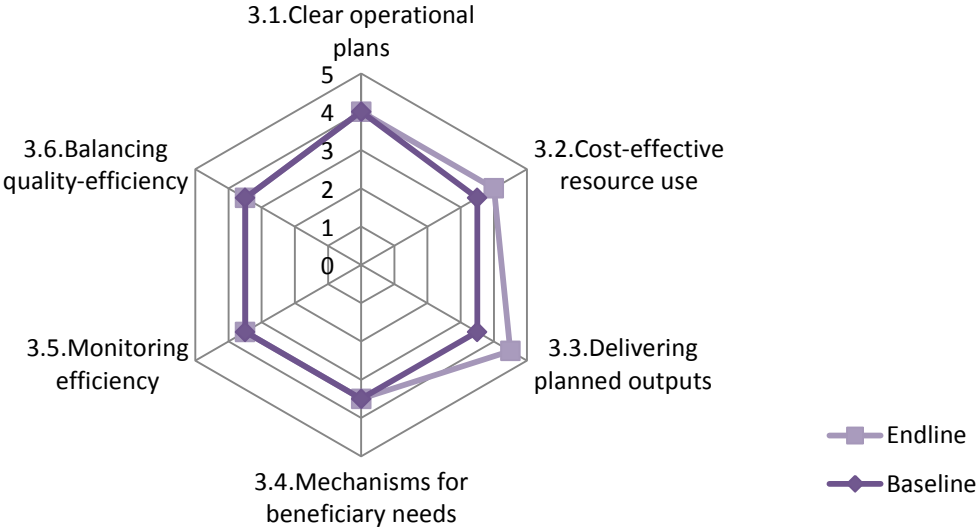 3.1.Clear operational
plans
5
4
3
2
1
0
3.2.Cost-effective
resource use
3.3.Delivering
planned outputs
3.4.Mechanisms for
beneficiary needs
3.5.Monitoring
efficiency
3.6.Balancing
quality-efficiency
Endline
Baseline